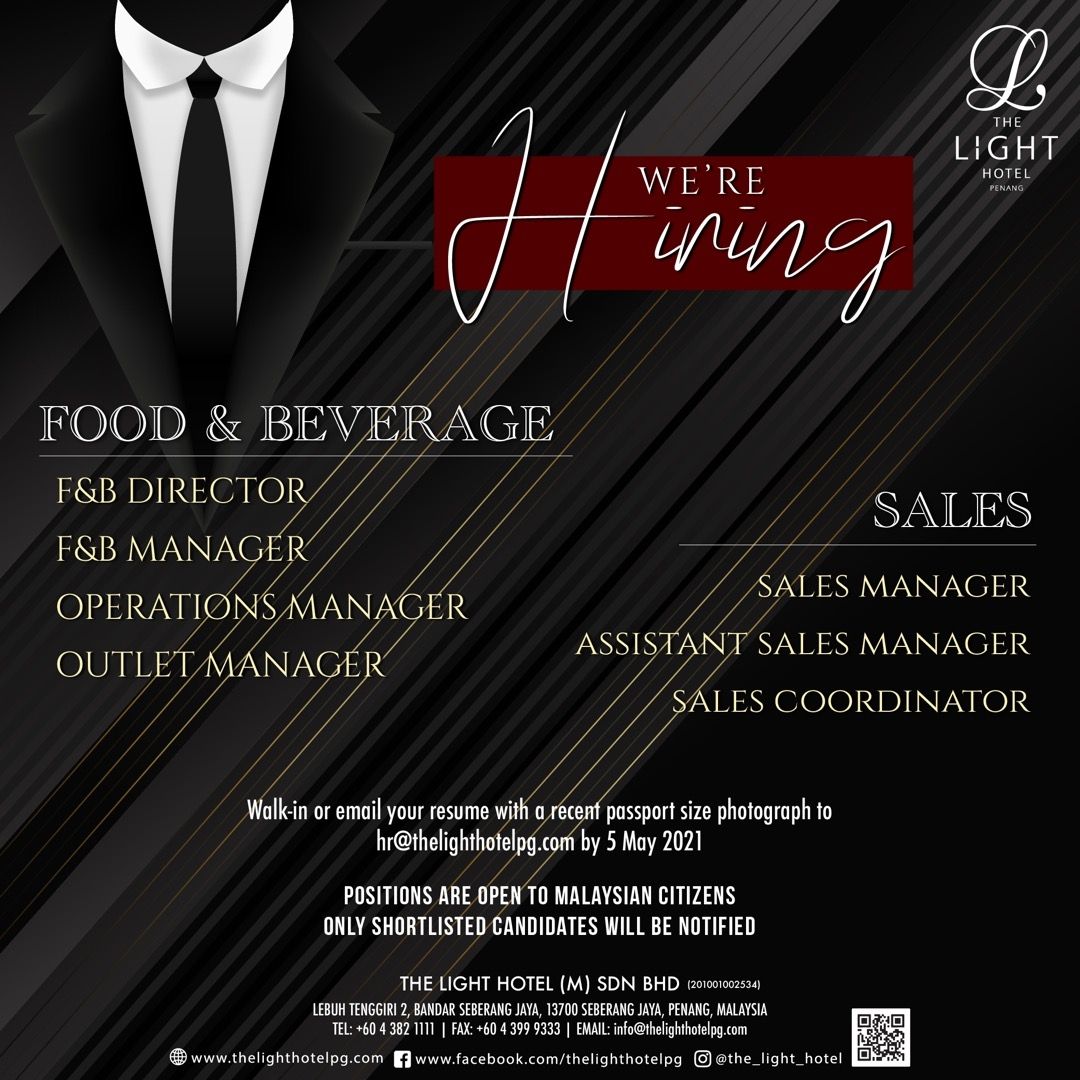 L
THE
LIGHT
HOTEL
PENANG
WE'RE
Hiring
FOOD & BEVERAGE
F&B DIRECTOR
F&B MANAGER
OPERATIONS MANAGER
OUTLET MANAGER
SALES
SALES MANAGER
ASSISTANT SALES MANAGER
SALES COORDINATOR
Walk-in or email your resume with a recent passport size photograph to
hr@thelighthotelpg.com by 5 May 2021
POSITIONS ARE OPEN TO MALAYSIAN CITIZENS
ONLY SHORTLISTED CANDIDATES WILL BE NOTIFIED
THE LIGHT HOTEL (M) SDN BHD (201001002534)
LEBUH TENGGIRI 2, BANDAR SEBERANG JAYA, 13700 SEBERANG JAYA, PENANG, MALAYSIA
TEL: +60 4 382 1111 | FAX: +60 4 399 9333 | EMAIL: info@thelighthotelpg.com
www.thelighthotelpg.com f www.facebook.com/thelighthotelpg @the_light_hotel